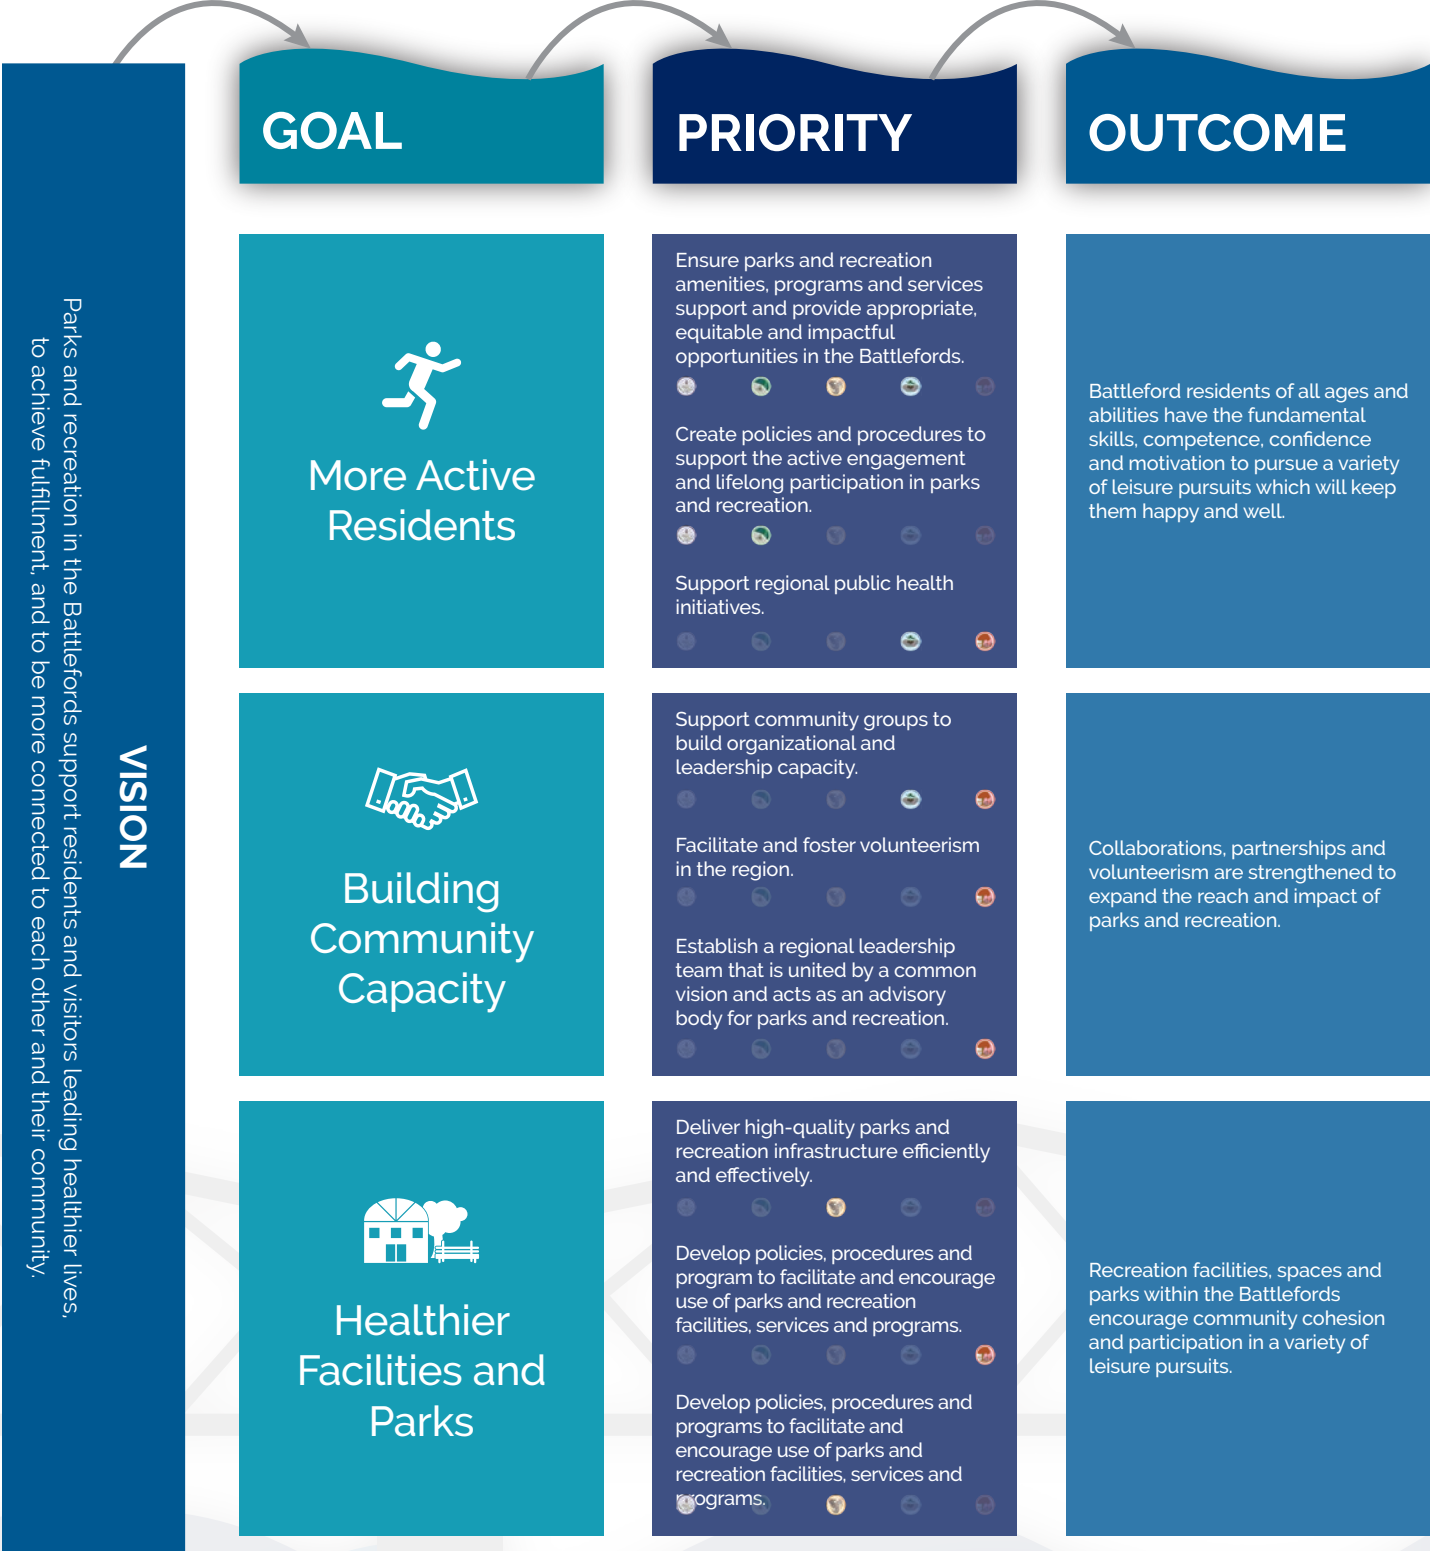 VISION
Parks and recreation in the Battlefords support residents and visitors leading healthier lives,
to achieve fulfillment, and to be more connected to each other and their community.
GOAL
PRIORITY
OUTCOME
More Active
Residents
Ensure parks and recreation
amenities, programs and services
support and provide appropriate,
equitable and impactful
opportunities in the Battlefords.
Create policies and procedures to
support the active engagement
and lifelong participation in parks
and recreation.
Support regional public health
initiatives.
Battleford residents of all ages and
abilities have the fundamental
skills, competence, confidence
and motivation to pursue a variety
of leisure pursuits which will keep
them happy and well.
Building
Community
Capacity
Support community groups to
build organizational and
leadership capacity.
Facilitate and foster volunteerism
in the region.
Establish a regional leadership
team that is united by a common
vision and acts as an advisory
body for parks and recreation.
Collaborations, partnerships and
volunteerism are strengthened to
expand the reach and impact of
parks and recreation.
Healthier
Facilities and
Parks
Deliver high-quality parks and
recreation infrastructure efficiently
and effectively.
Develop policies, procedures and
program to facilitate and encourage
use of parks and recreation
facilities, services and programs.
Develop policies, procedures and
programs to facilitate and
encourage use of parks and
recreation facilities, services and
programs.
Recreation facilities, spaces and
parks within the Battlefords
encourage community cohesion
and participation in a variety of
leisure pursuits.